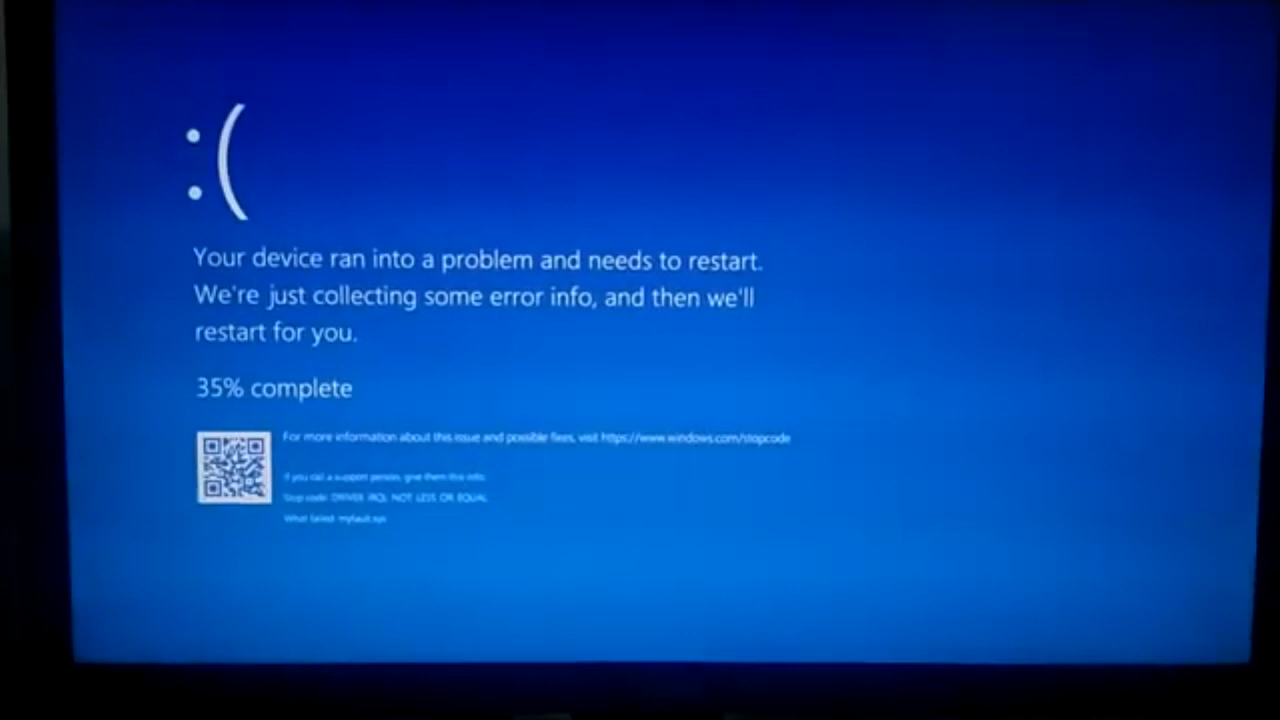 :(
Your device ran into a problem and needs to restart.
We're just collecting some error info, and then we'll
restart for you.
35% complete
For more information about this issue and possible fixes, visit https://www.windows.com/stopcode
If you call a support person, give them this info:
Stop code: DRIVER IRQL NOT LESS OR EQUAL
What failed: myfault.sys